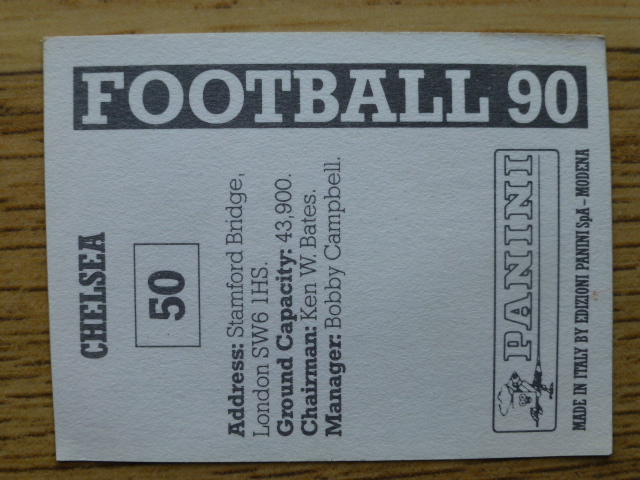 FOOTBALL 90
CHELSEA
50
Address: Stamford Bridge,
London SW6 1HS.
Ground Capacity: 43,900.
Chairman: Ken W. Bates.
Manager: Bobby Campbell.
PANINI
MADE IN ITALY BY EDIZIONI PANINI SpA – MODENA